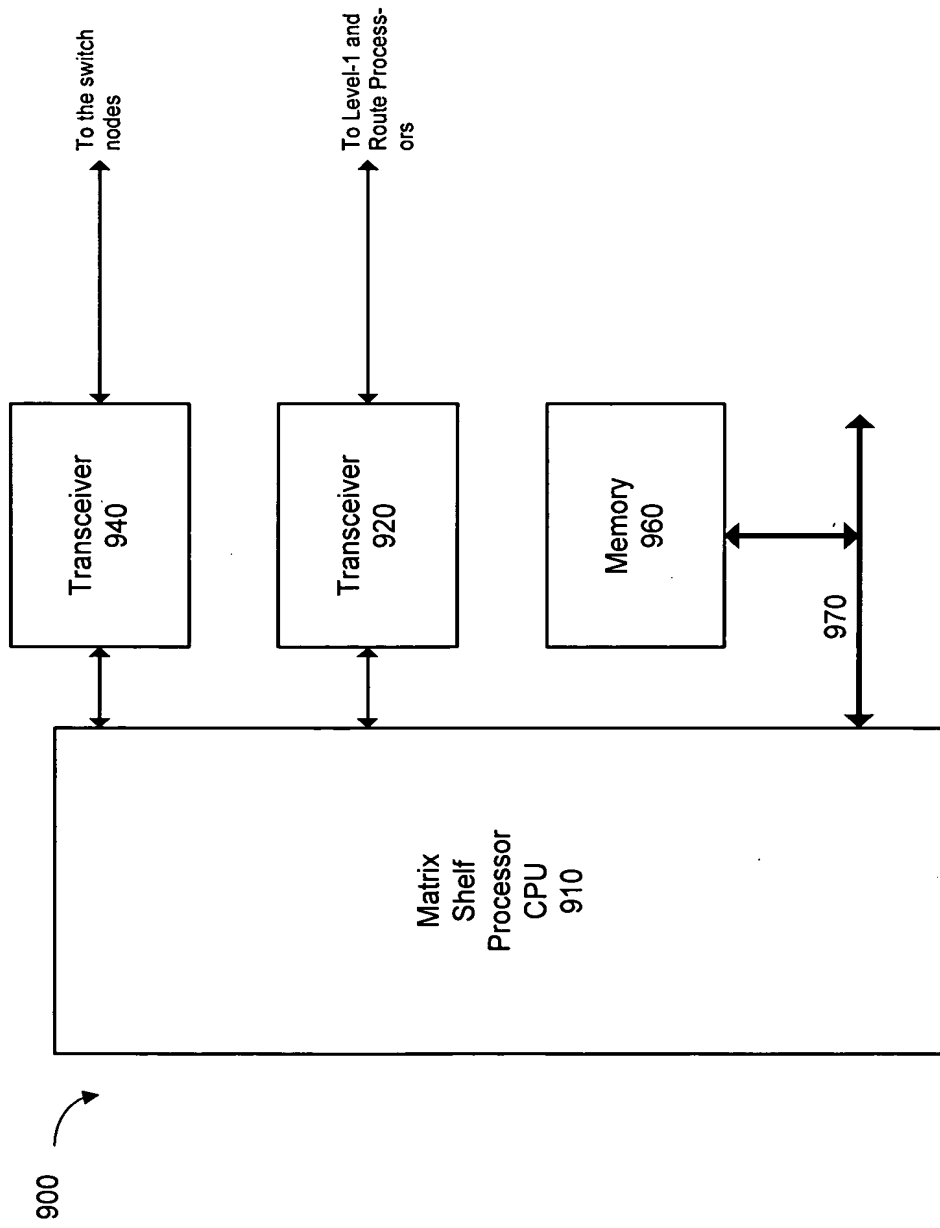 900
Matrix
Shelf
Processor
CPU
910
Transceiver
940
Transceiver
920
Memory
960
970
To the switch
nodes
To Level-1 and
Route Process-
ors